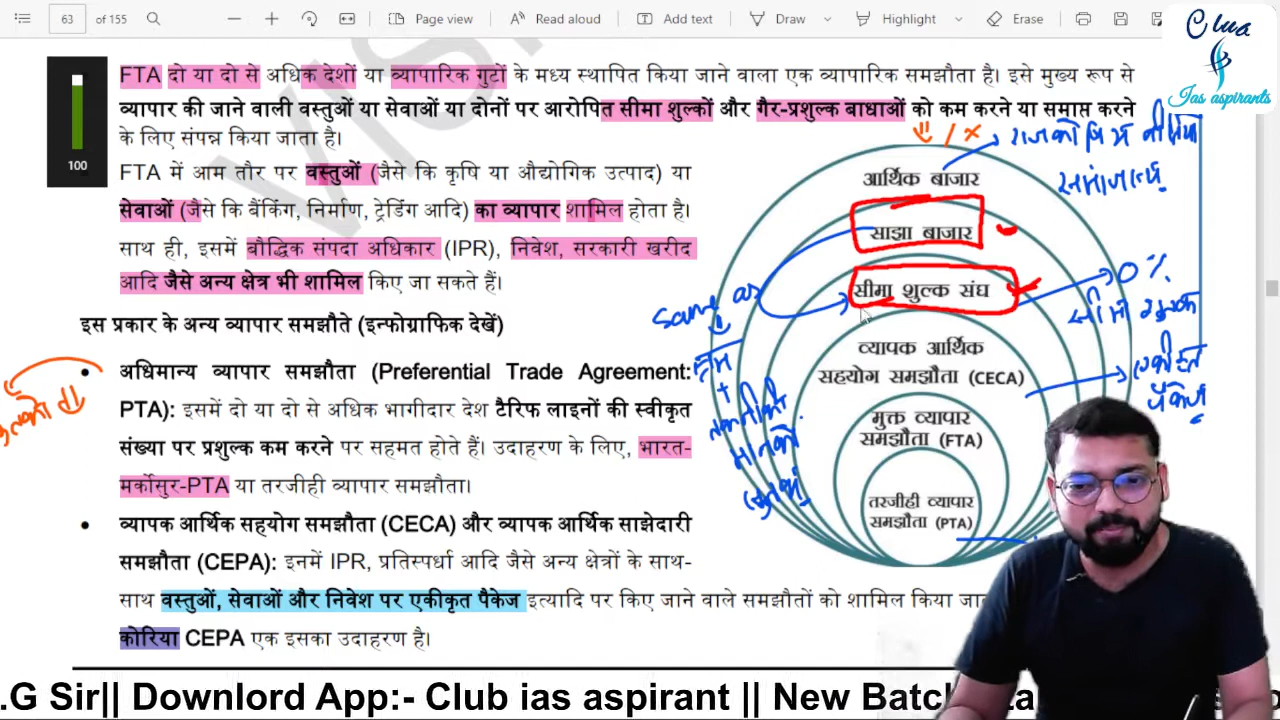 63 of 155
Page view
Read aloud
Add text
Draw
Highlight
Erase
Club
Ias aspirants
100
FTA दो या दो से अधिक देशों या व्यापारिक गुटों के मध्य स्थापित किया जाने वाला एक व्यापारिक समझौता है। इसे मुख्य रूप से
व्यापार की जाने वाली वस्तुओं या सेवाओं या दोनों पर आरोपित सीमा शुल्कों और गैर-प्रशुल्क बाधाओं को कम करने या समाप्त करने
के लिए संपन्न किया जाता है।
FTA में आम तौर पर वस्तुओं (जैसे कि कृषि या औद्योगिक उत्पाद) या
सेवाओं (जैसे कि बैंकिंग, निर्माण, ट्रेडिंग आदि) का व्यापार शामिल होता है।
साथ ही, इसमें बौद्धिक संपदा अधिकार (IPR), निवेश, सरकारी खरीद
आदि जैसे अन्य क्षेत्र भी शामिल किए जा सकते हैं।
इस प्रकार के अन्य व्यापार समझौते (इन्फोग्राफिक देखें)
• अधिमान्य व्यापार समझौता (Preferential Trade Agreement:
PTA): इसमें दो या दो से अधिक भागीदार देश टैरिफ लाइनों की स्वीकृत
संख्या पर प्रशुल्क कम करने पर सहमत होते हैं। उदाहरण के लिए, भारत-
मर्कोसुर-PTA या तरजीही व्यापार समझौता।
• व्यापक आर्थिक सहयोग समझौता (CECA) और व्यापक आर्थिक साझेदारी
समझौता (CEPA): इनमें IPR, प्रतिस्पर्धा आदि जैसे अन्य क्षेत्रों के साथ-
साथ वस्तुओं, सेवाओं और निवेश पर एकीकृत पैकेज इत्यादि पर किए जाने वाले समझौतों को शामिल किया
कोरिया CEPA एक इसका उदाहरण है।
आर्थिक बाजार
साझा बाजार
सीमा शुल्क संघ
व्यापक आर्थिक
सहयोग समझौता (CECA)
मुक्त व्यापार
समझौता (FTA)
तरजीही व्यापार
समझौता (PTA)
0 %
Same as
श्रम
+
पैकेज
.G Sir|| Downlord App:- Club ias aspirant || New Batch